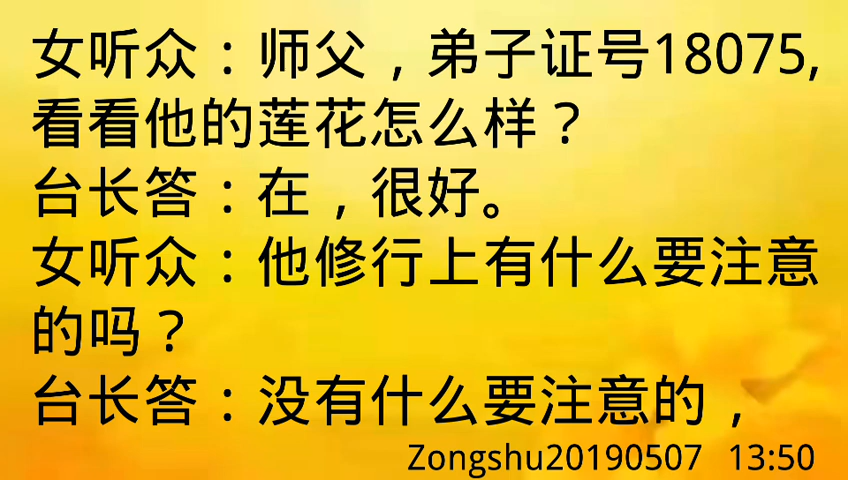 女听众：师父，弟子证号18075,
看看他的莲花怎么样？
台长答：在，很好。
女听众：他修行上有什么要注意
的吗？
台长答：没有什么要注意的，
Zongshu20190507 13:50